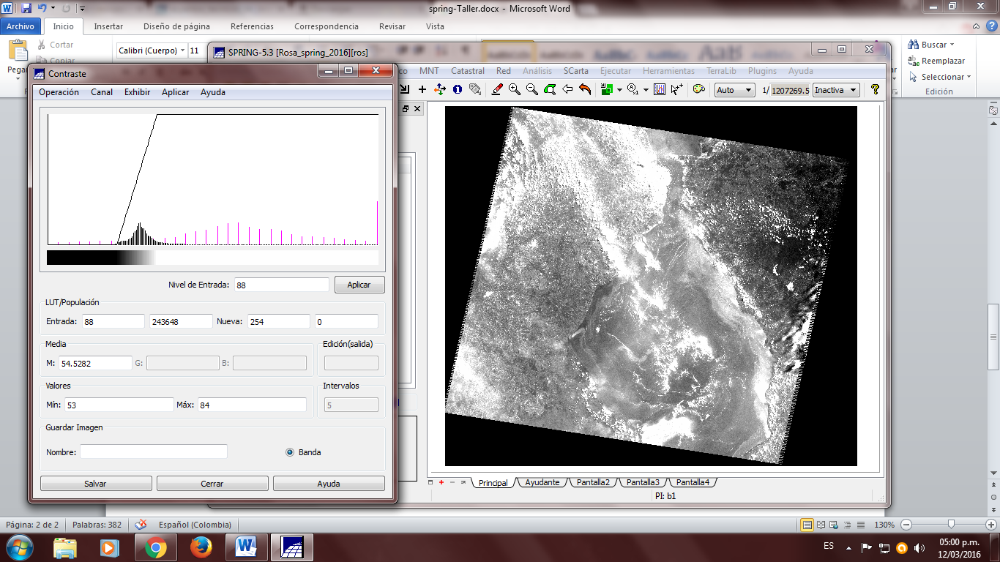 spring-Taller.docx - Microsoft Word
Archivo Inicio Insertar Diseño de página Referencias Correspondencia Revisar Vista
Cortar
Copiar
Pegar
Calibri (Cuerpo) 11
Buscar
Reemplazar
Seleccionar
Edición
SPRING-5.3 [Rosa_spring_2016][ros]
MNT Catastral Red Análisis SCarta Ejecutar Herramientas TerraLib Plugins Ayuda
Auto 1/ 1207269.5 Inactiva
Contraste
Operación Canal Exhibir Aplicar Ayuda
Nivel de Entrada: 88 Aplicar
LUT/Populación
Entrada: 88 243648 Nueva: 254 0
Media Edición(salida)
M: 54.5282 G: B:
Valores Intervalos
Mín: 53 Máx: 84 5
Guardar Imagen
Nombre: Banda
Salvar Cerrar Ayuda
Principal Ayudante Pantalla2 Pantalla3 Pantalla4
PI: b1
Página: 2 de 2 Palabras: 382 Español (Colombia) 130%
ES 05:00 p.m.
12/03/2016